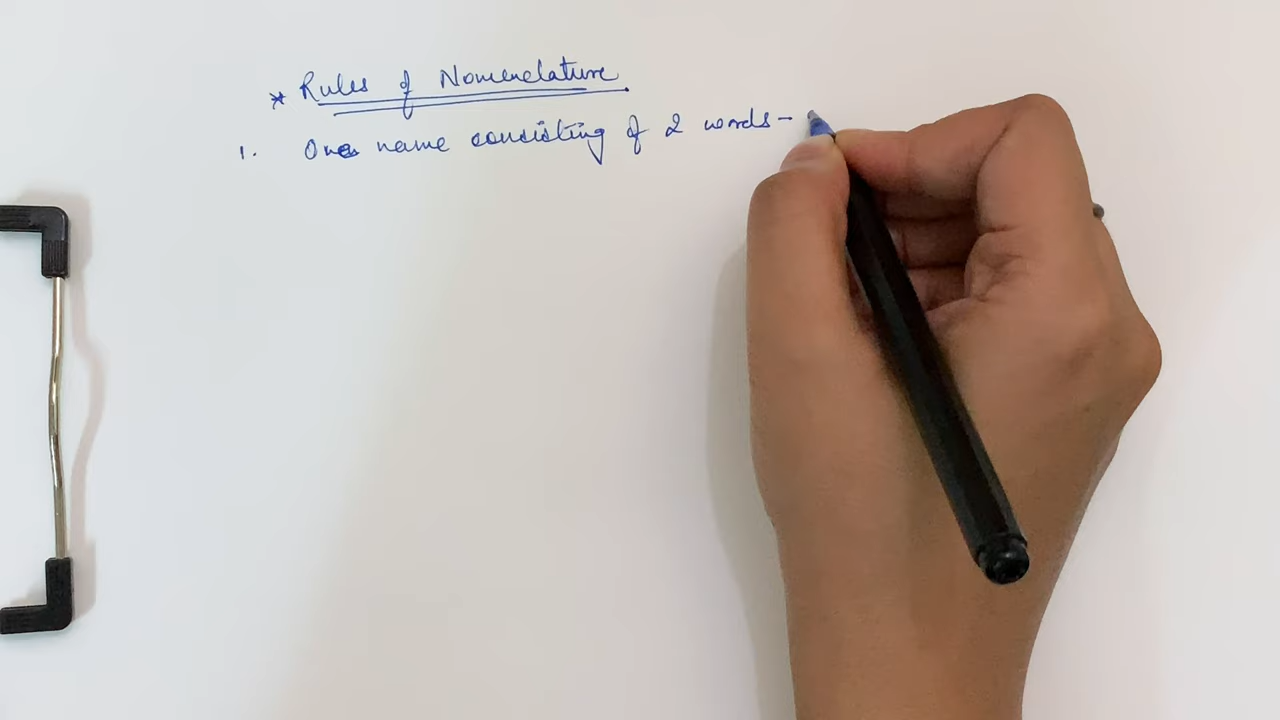 * Rules of Nomenclature
1. One name consisting of 2 words -